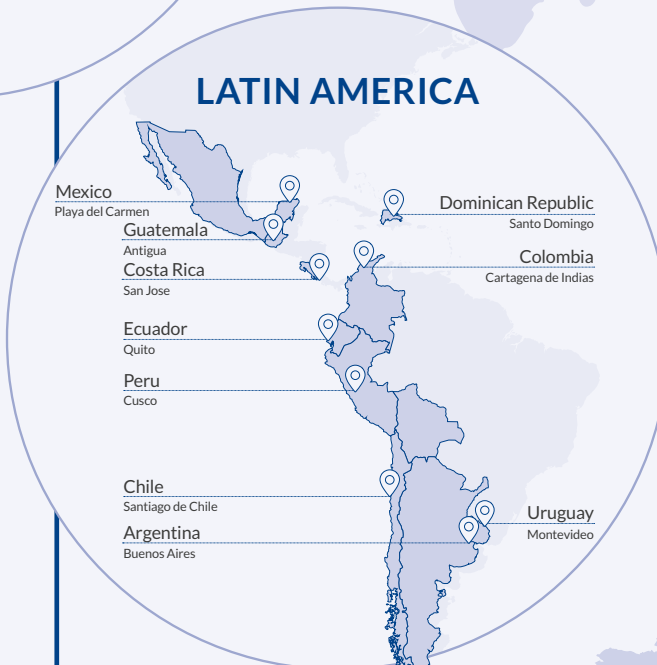 LATIN AMERICA
Mexico
Playa del Carmen
Guatemala
Antigua
Costa Rica
San Jose
Ecuador
Quito
Peru
Cusco
Chile
Santiago de Chile
Argentina
Buenos Aires
Dominican Republic
Santo Domingo
Colombia
Cartagena de Indias
Uruguay
Montevideo